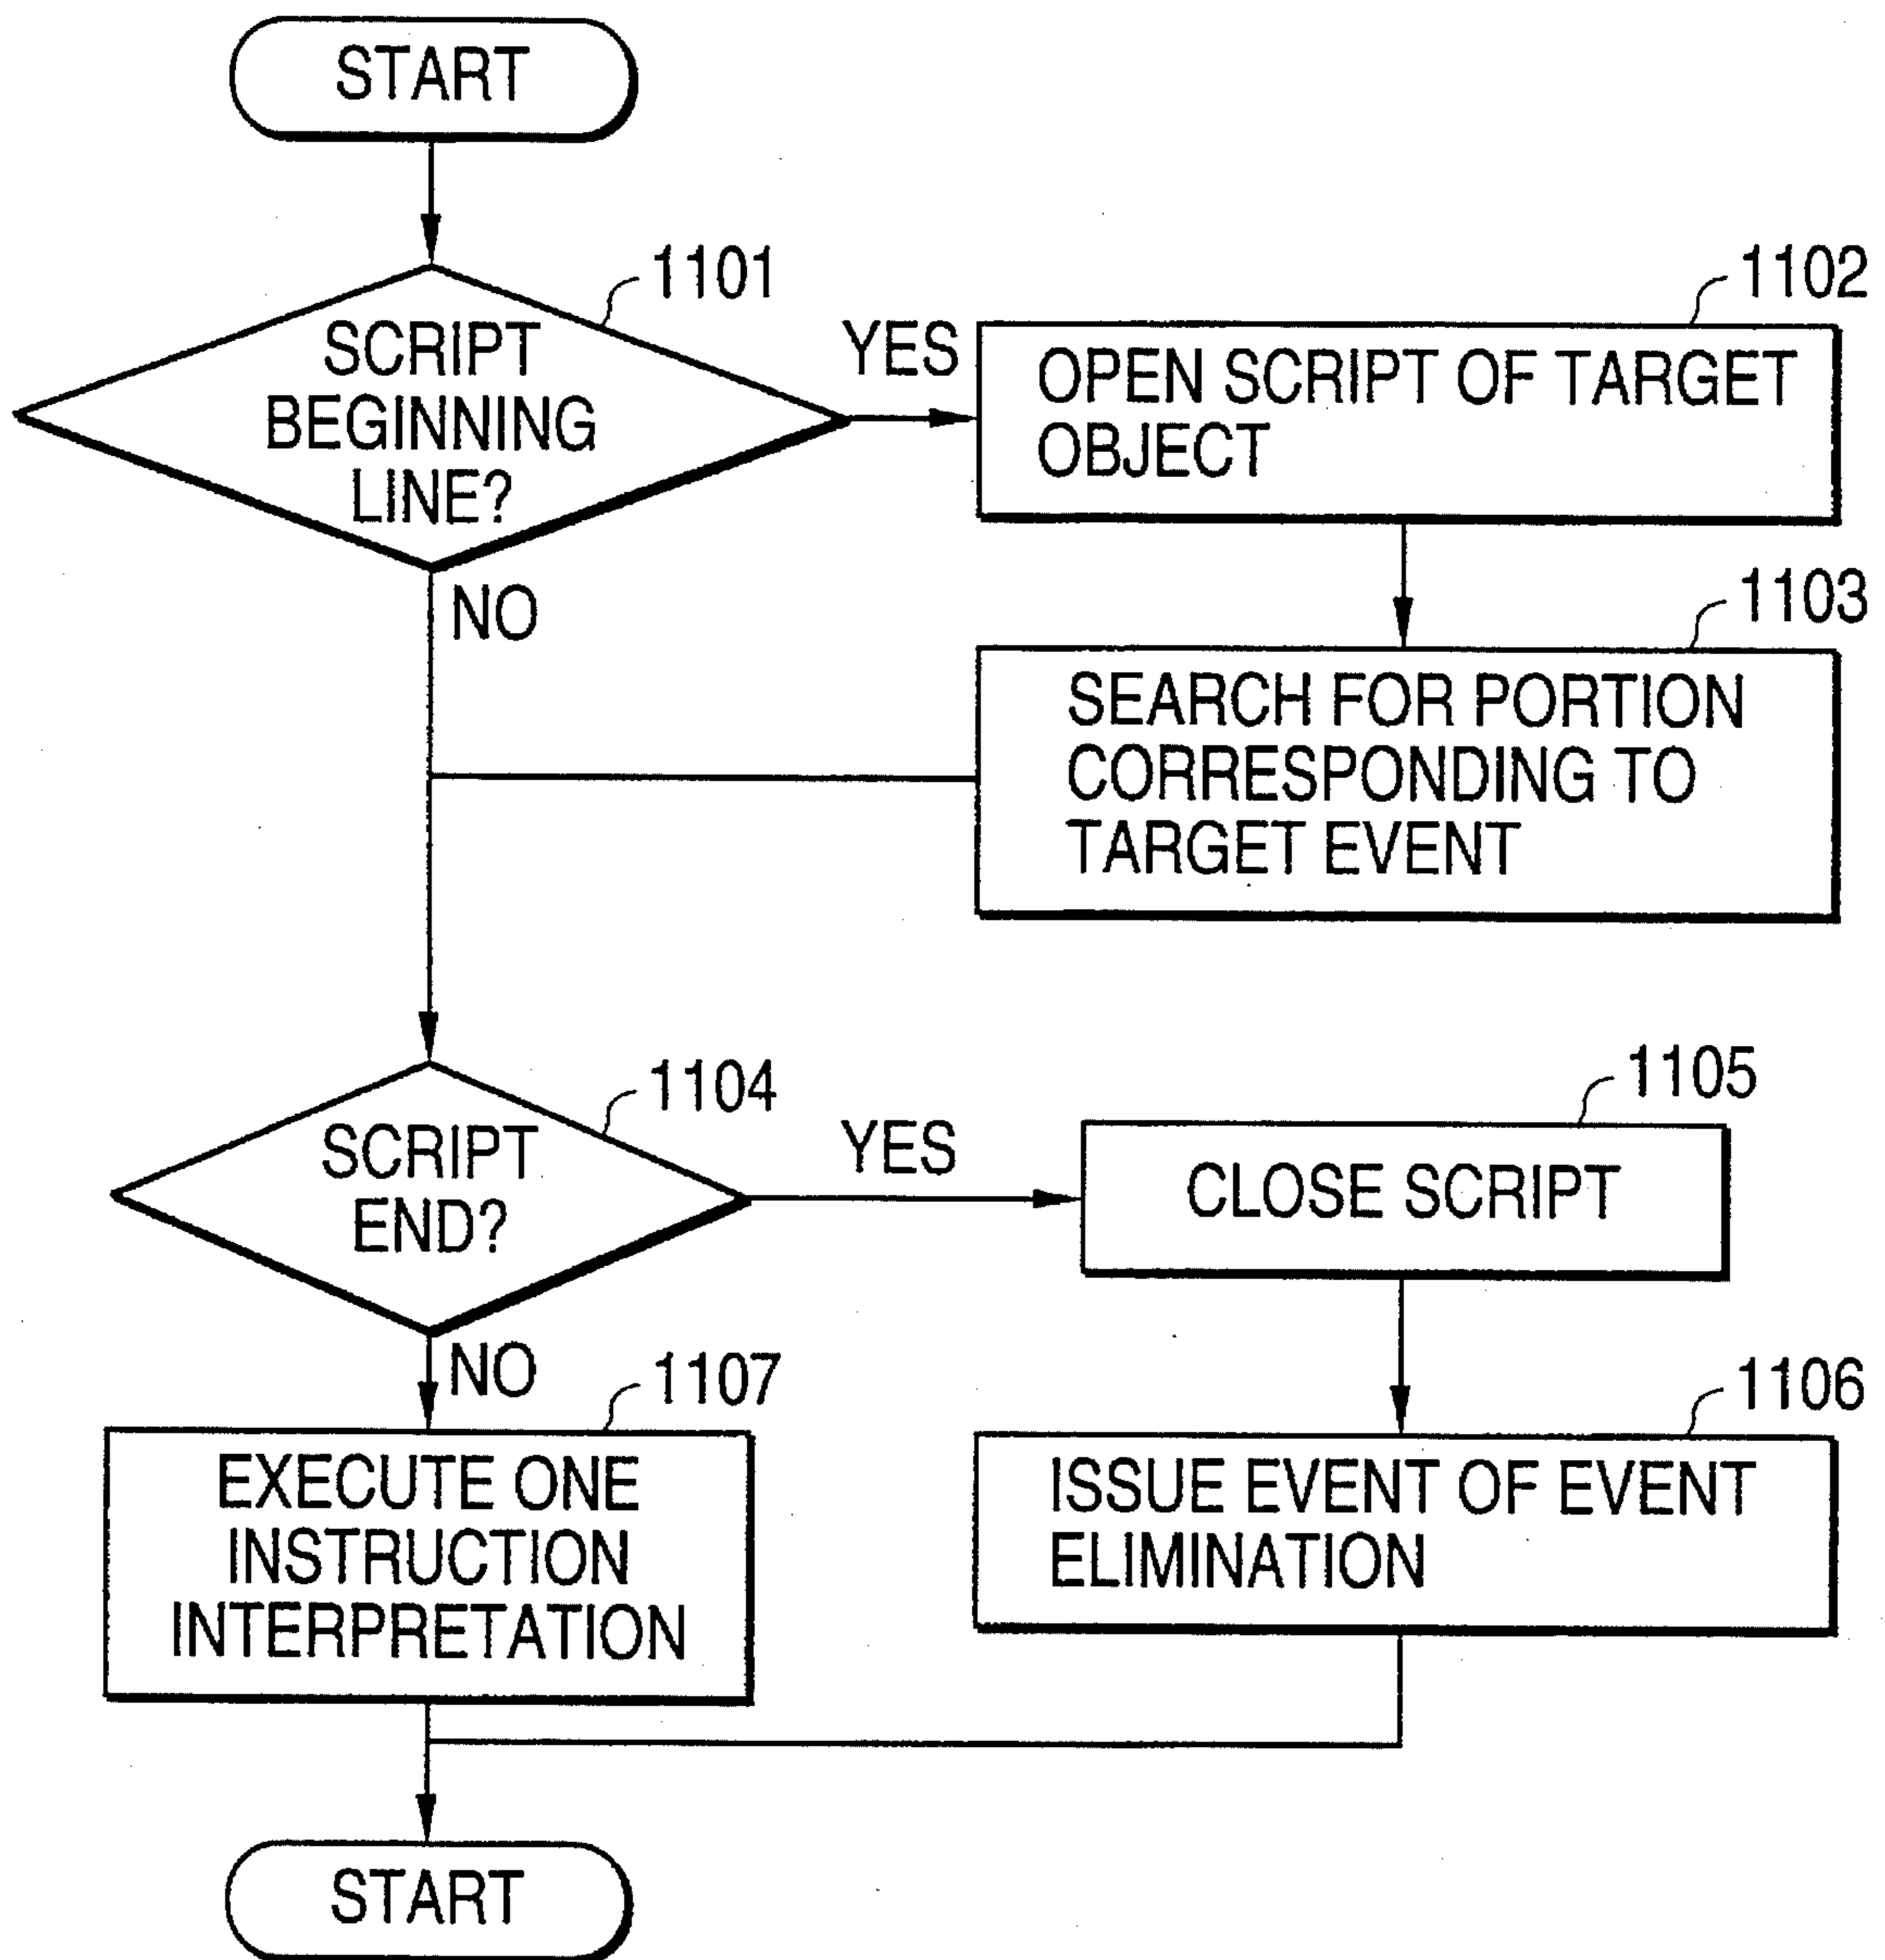 START
1101
SCRIPT
BEGINNING
LINE?
YES
1102
OPEN SCRIPT OF TARGET
OBJECT
NO
1103
SEARCH FOR PORTION
CORRESPONDING TO
TARGET EVENT
1104
SCRIPT
END?
YES
1105
CLOSE SCRIPT
NO
1107
EXECUTE ONE
INSTRUCTION
INTERPRETATION
1106
ISSUE EVENT OF EVENT
ELIMINATION
START